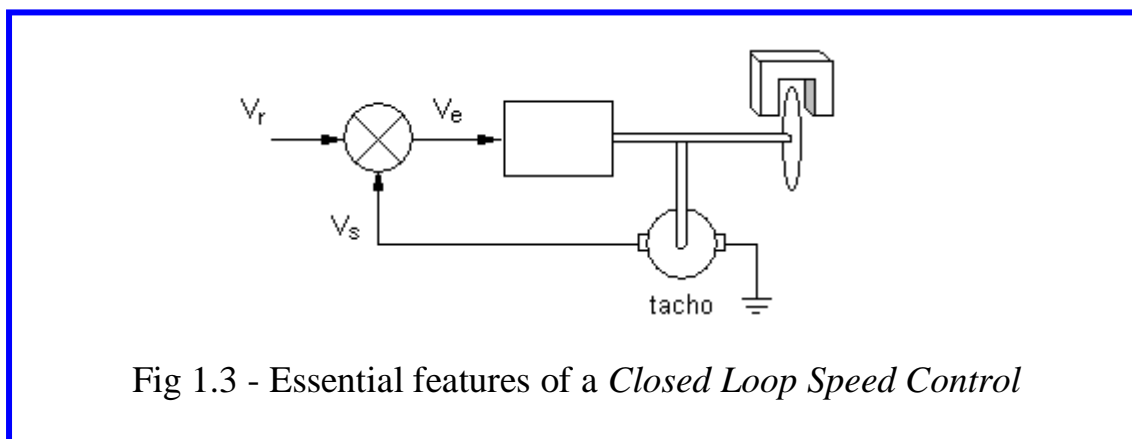 Vr
Ve
Vs
tacho
Fig 1.3 - Essential features of a Closed Loop Speed Control